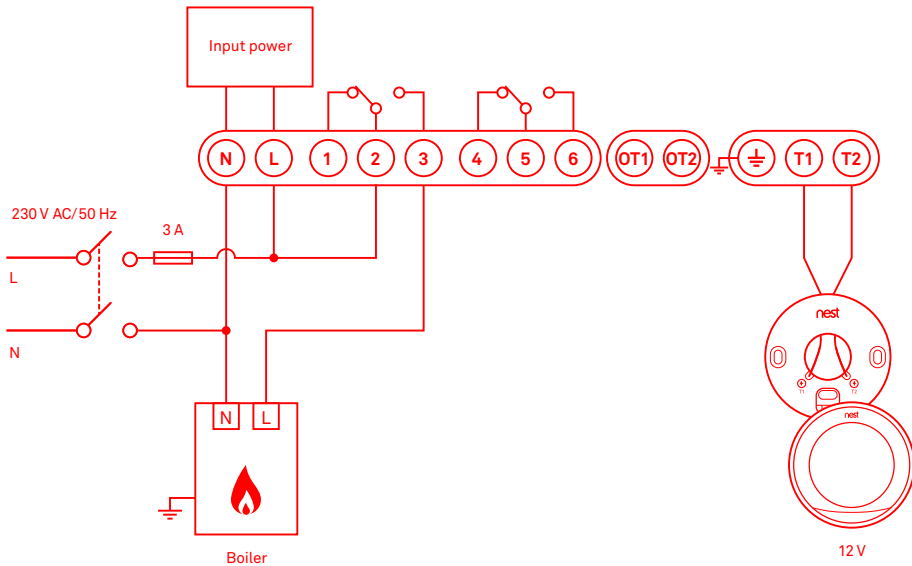 Input power
N L 1 2 3 4 5 6 OT1 OT2 T1 T2
230 V AC/50 Hz
3 A
L
N
nest
T1 T2
nest
N L
Boiler
12 V